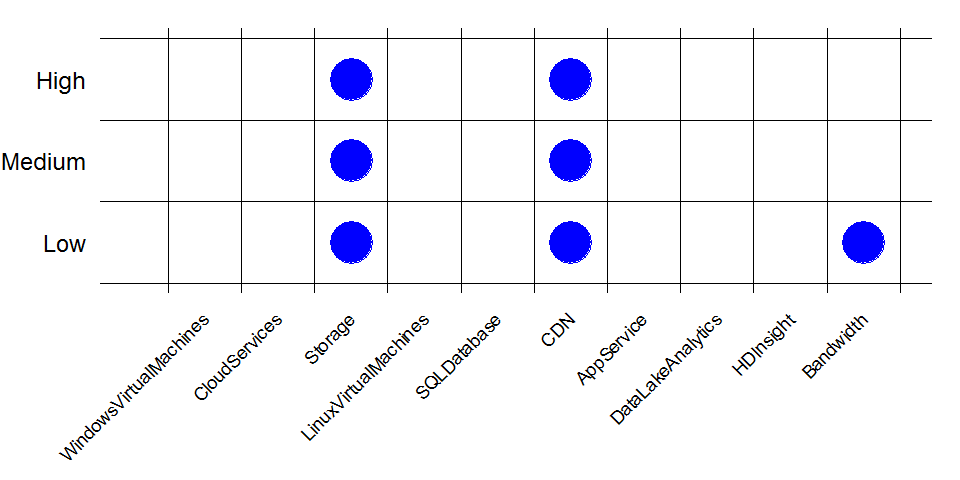 High
Medium
Low
WindowsVirtualMachines
CloudServices
Storage
LinuxVirtualMachines
SQLDatabase
CDN
AppService
DataLakeAnalytics
HDInsight
Bandwidth